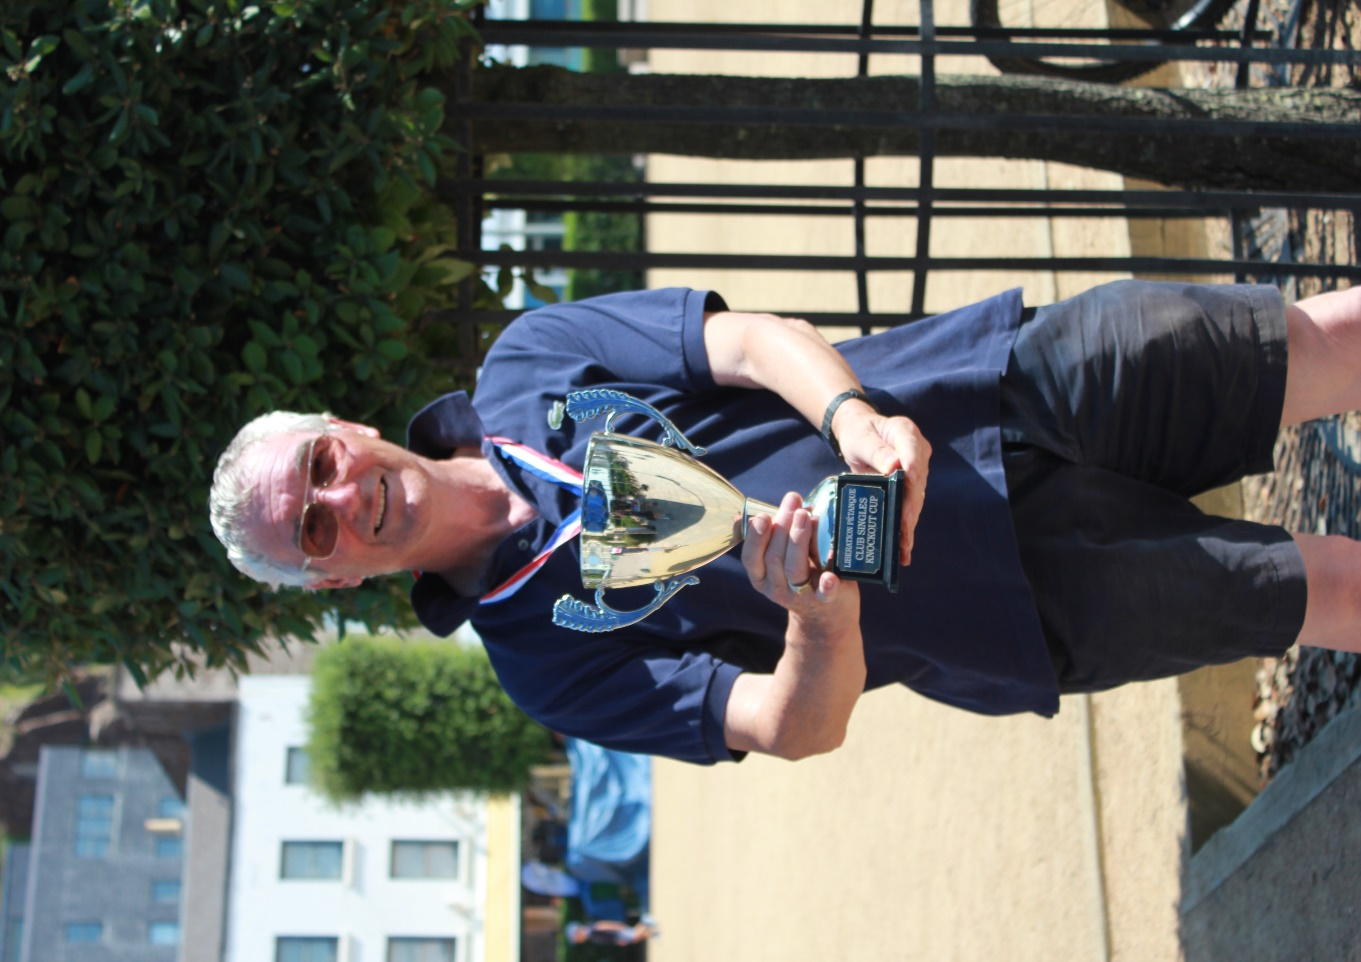 LIBERATION PÉTANQUE
CLUB SINGLES
KNOCKOUT CUP